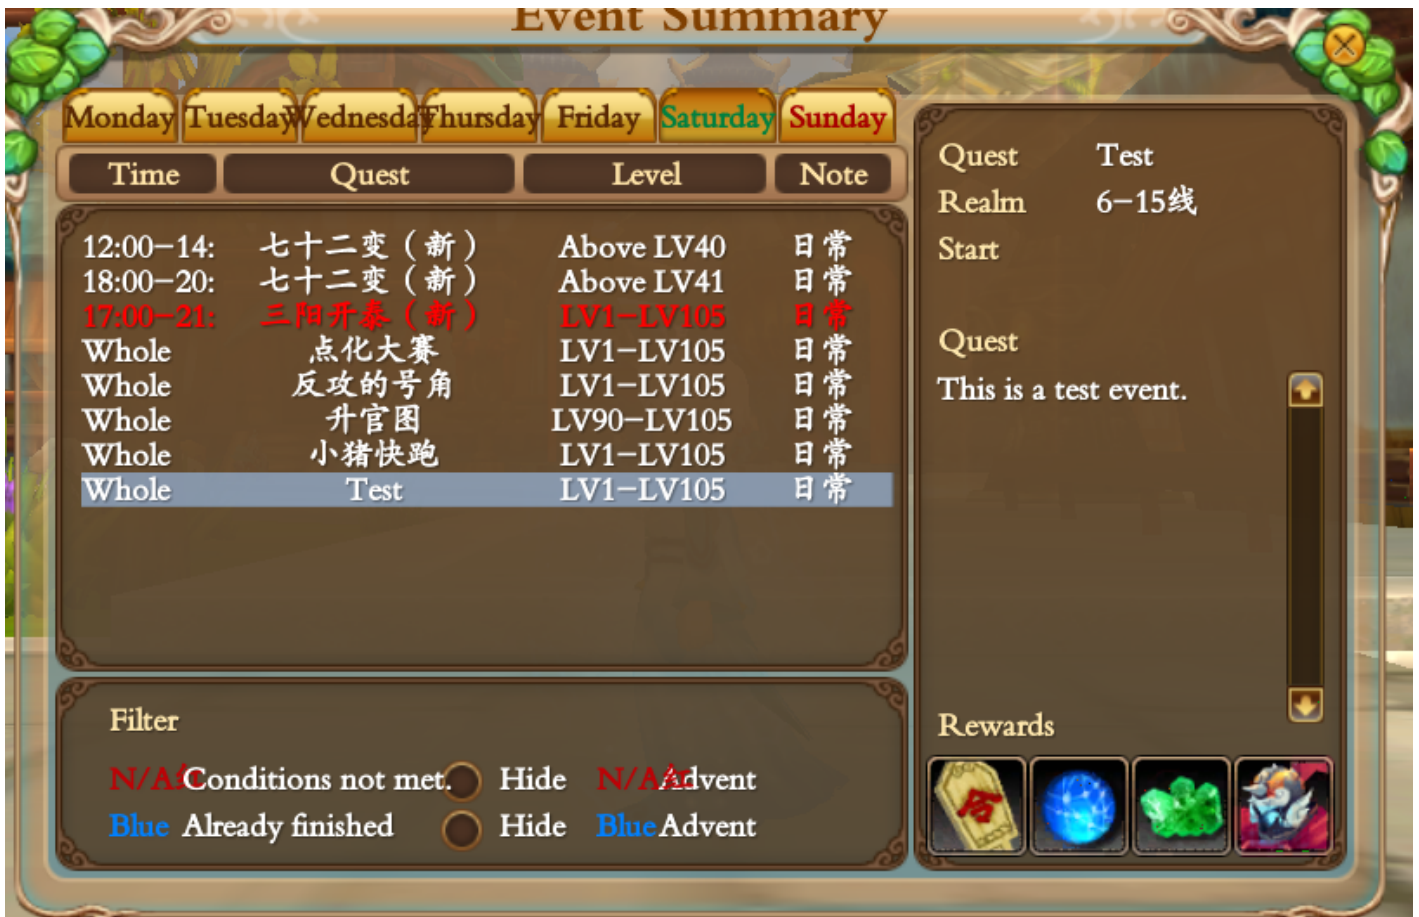 Event Summary
Monday Tuesday Wednesday Thursday Friday Saturday Sunday
Time Quest Level Note
12:00-14: 七十二变（新） Above LV40 日常
18:00-20: 七十二变（新） Above LV41 日常
17:00-21: 三阳开泰（新） LV1-LV105 日常
Whole 点化大赛 LV1-LV105 日常
Whole 反攻的号角 LV1-LV105 日常
Whole 升官图 LV90-LV105 日常
Whole 小猪快跑 LV1-LV105 日常
Whole Test LV1-LV105 日常
Filter
N/A红 Conditions not met. Hide N/A红 Advent
Blue Already finished Hide Blue Advent
Quest Test
Realm 6-15线
Start
Quest
This is a test event.
Rewards
令